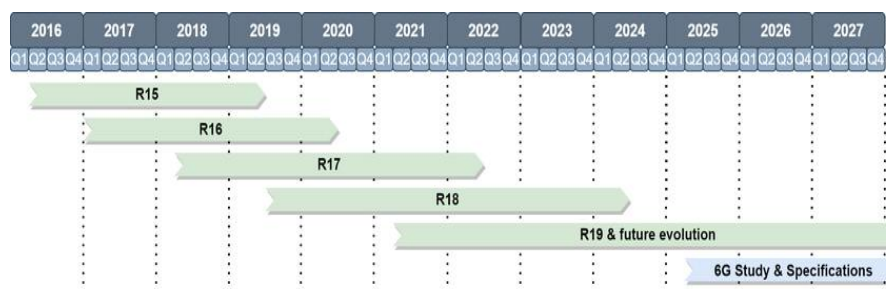 2016 2017 2018 2019 2020 2021 2022 2023 2024 2025 2026 2027
Q1 Q2 Q3 Q4 Q1 Q2 Q3 Q4 Q1 Q2 Q3 Q4 Q1 Q2 Q3 Q4 Q1 Q2 Q3 Q4 Q1 Q2 Q3 Q4 Q1 Q2 Q3 Q4 Q1 Q2 Q3 Q4 Q1 Q2 Q3 Q4 Q1 Q2 Q3 Q4 Q1 Q2 Q3 Q4 Q1 Q2 Q3 Q4
R15
R16
R17
R18
R19 & future evolution
6G Study & Specifications